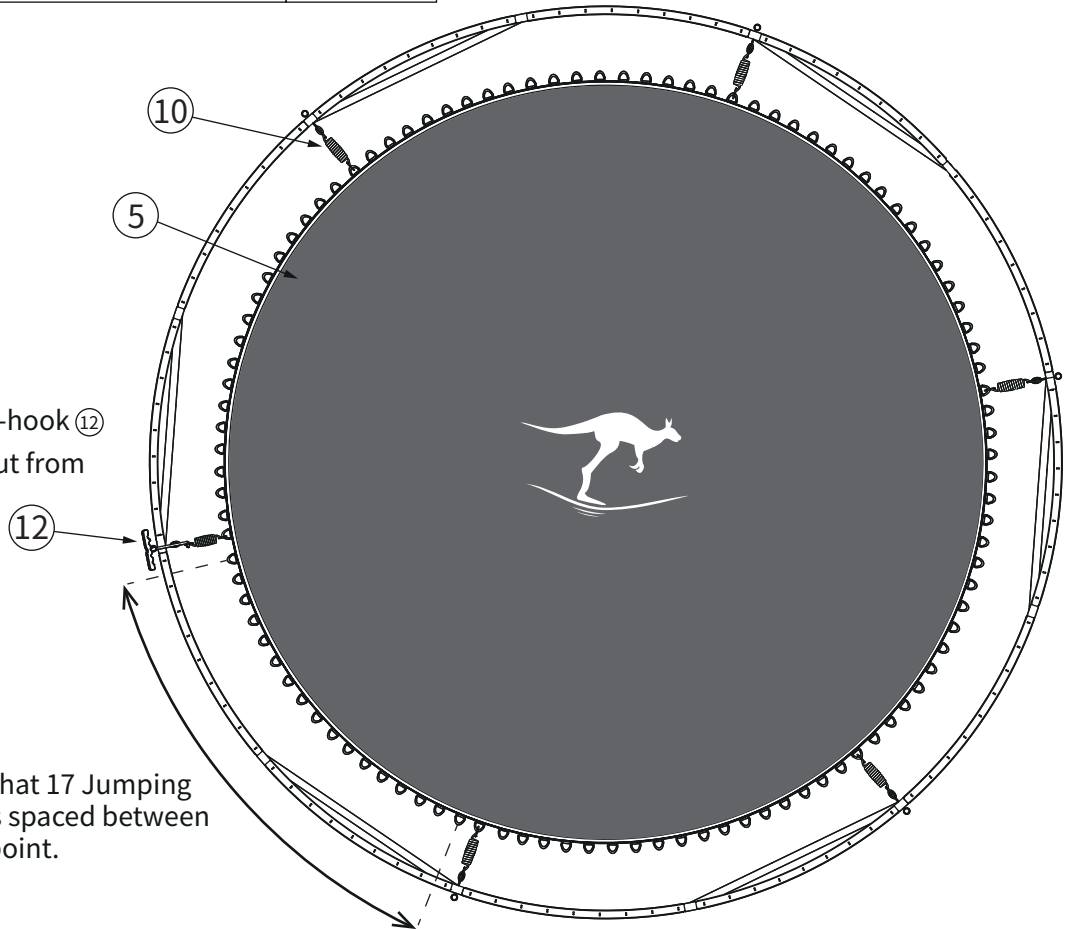 10
5
-hook 12
ut from
12
hat 17 Jumping
s spaced between
point.